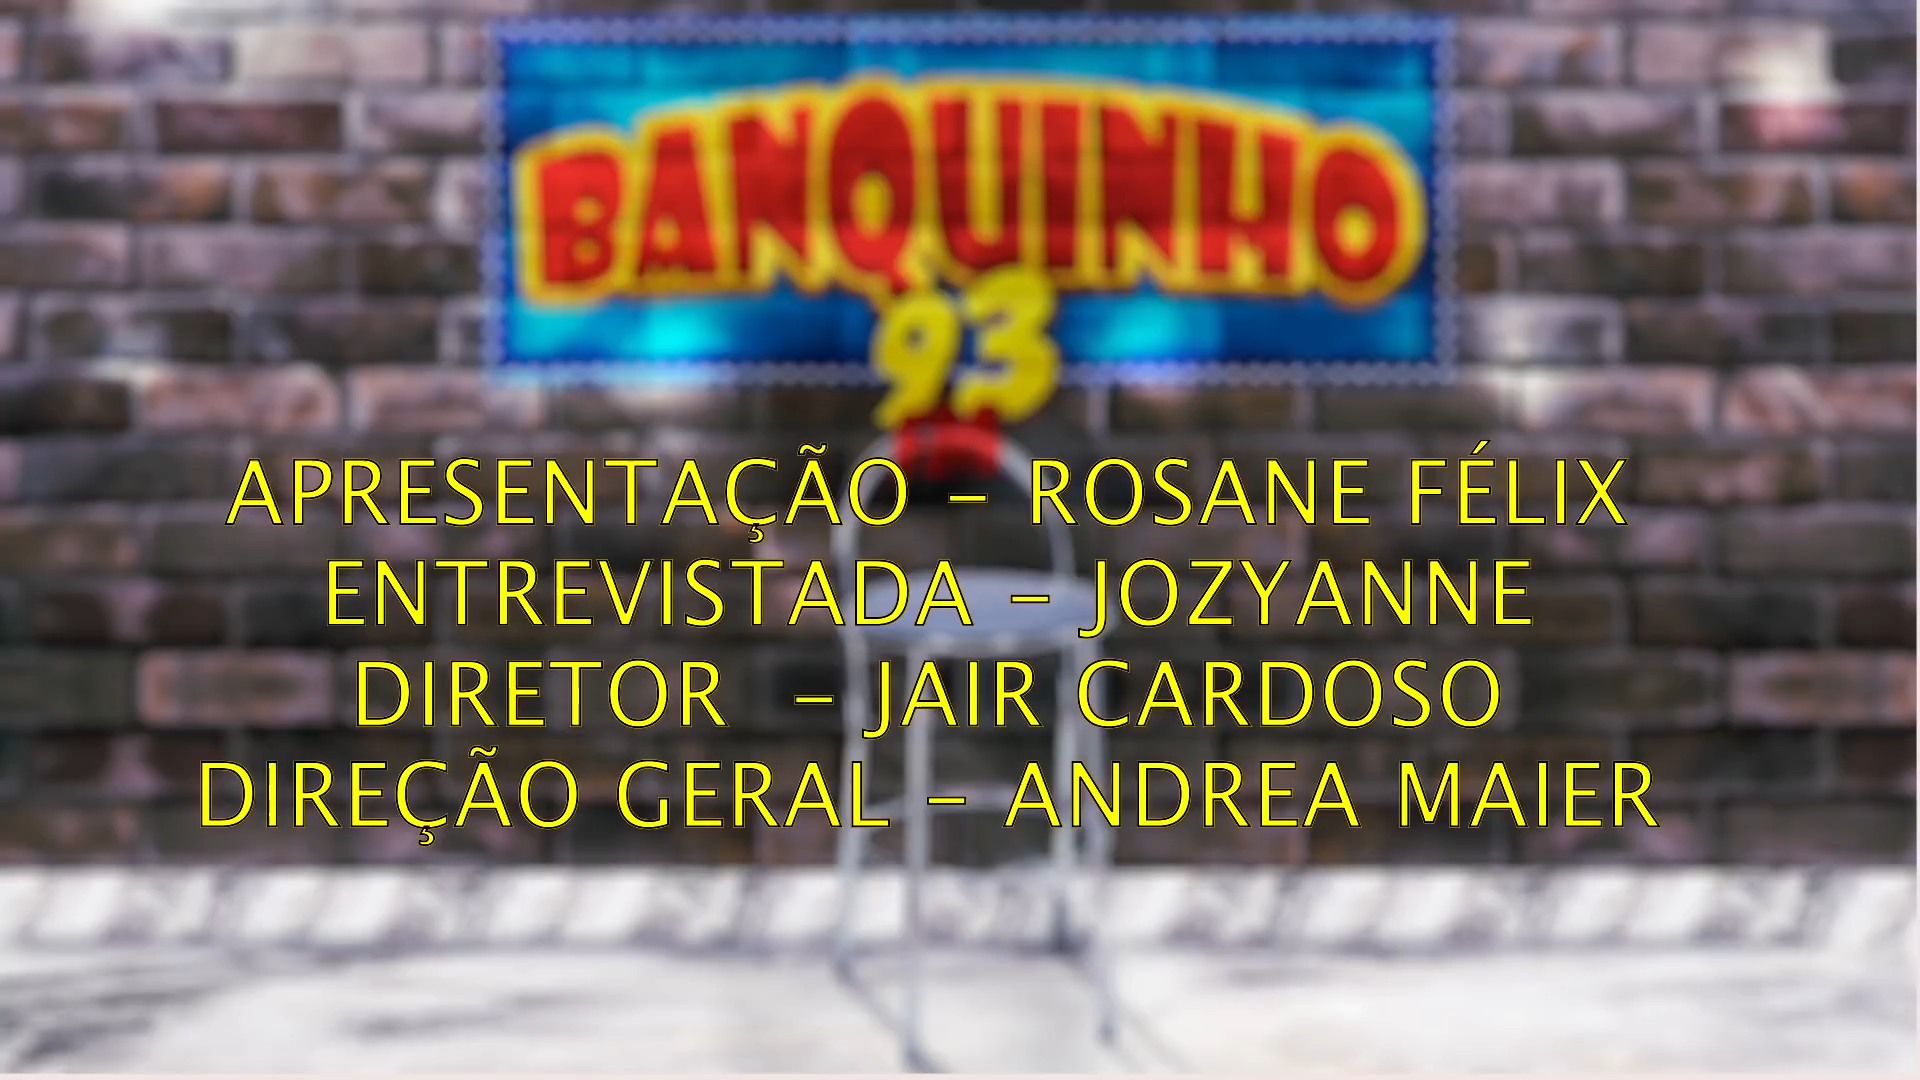 BANQUINHO
93
APRESENTAÇÃO – ROSANE FÉLIX
ENTREVISTADA – JOZYANNE
DIRETOR – JAIR CARDOSO
DIREÇÃO GERAL – ANDREA MAIER